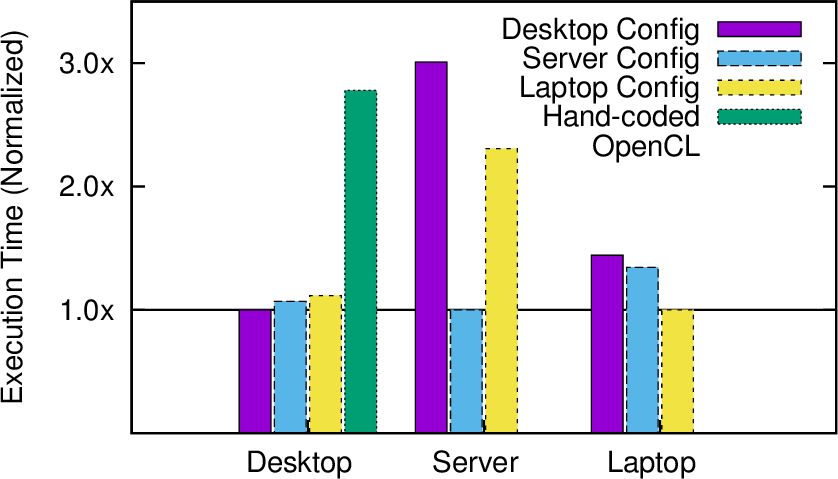 Execution Time (Normalized)
3.0x
2.0x
1.0x
Desktop Config
Server Config
Laptop Config
Hand-coded
OpenCL
Desktop
Server
Laptop